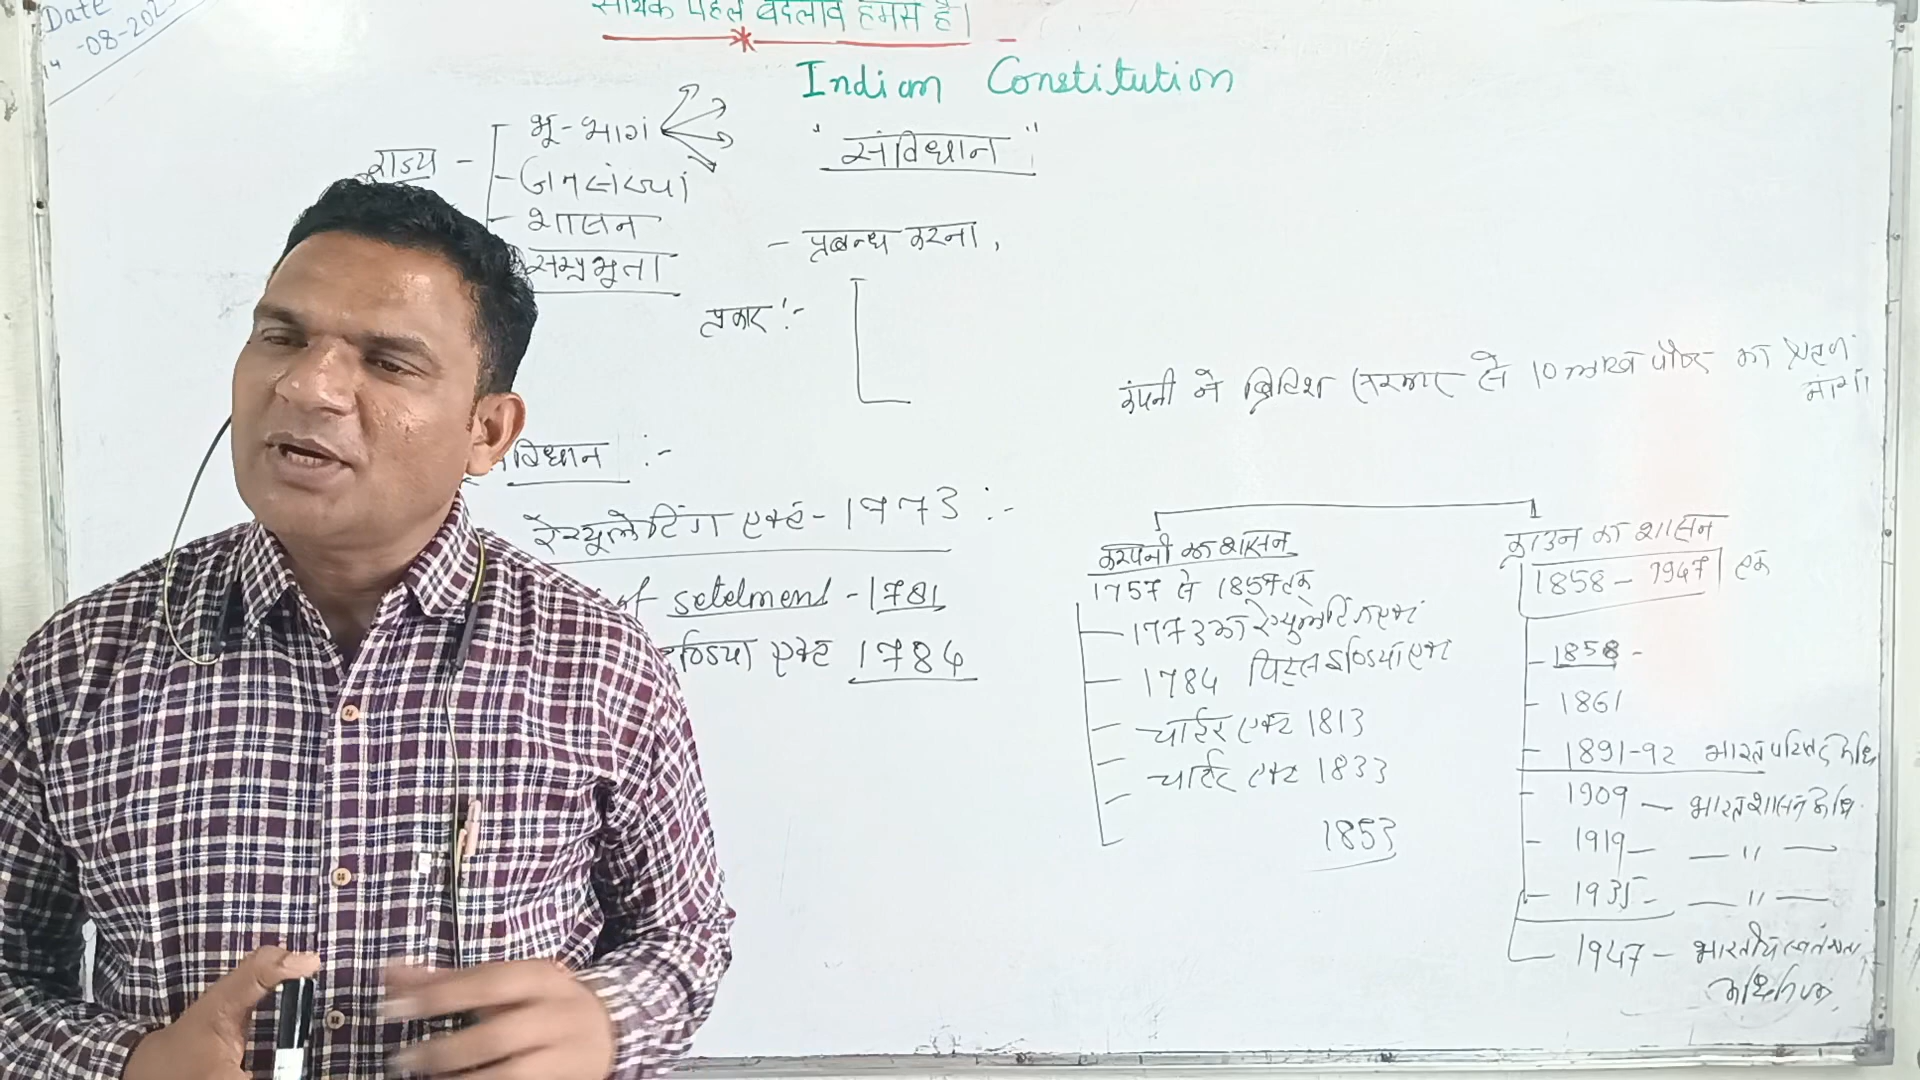 Date
-08-202
सार्थक पहल बदलाव हमसे है।
Indian Constitution
राज्य -
भू-भाग
जनसंख्या
शासन
सम्प्रभुता
"संविधान"
- प्रबन्ध करना,
प्रकार :-
कंपनी ने ब्रिटिश सरकार से 10 लाख पौण्ड का ऋण
मांगा
विधान :-
रेग्यूलेटिंग एक्ट - 1773 :-
of setelment - 1781
इण्डिया एक्ट 1784
कम्पनी का शासन
1757 से 1857 तक
1773 का रेग्युलेटिंग एक्ट
1784 पिट्स इण्डिया एक्ट
चार्टर एक्ट 1813
चार्टर एक्ट 1833
1853
क्राउन का शासन
1858 - 1947 तक
1858 -
1861
1891-92 भारत परिषद अधि
1909 - भारत शासन अधि.
1919 - — " —
1935 - — " —
1947 - भारतीय स्वतंत्रता
अधिनियम